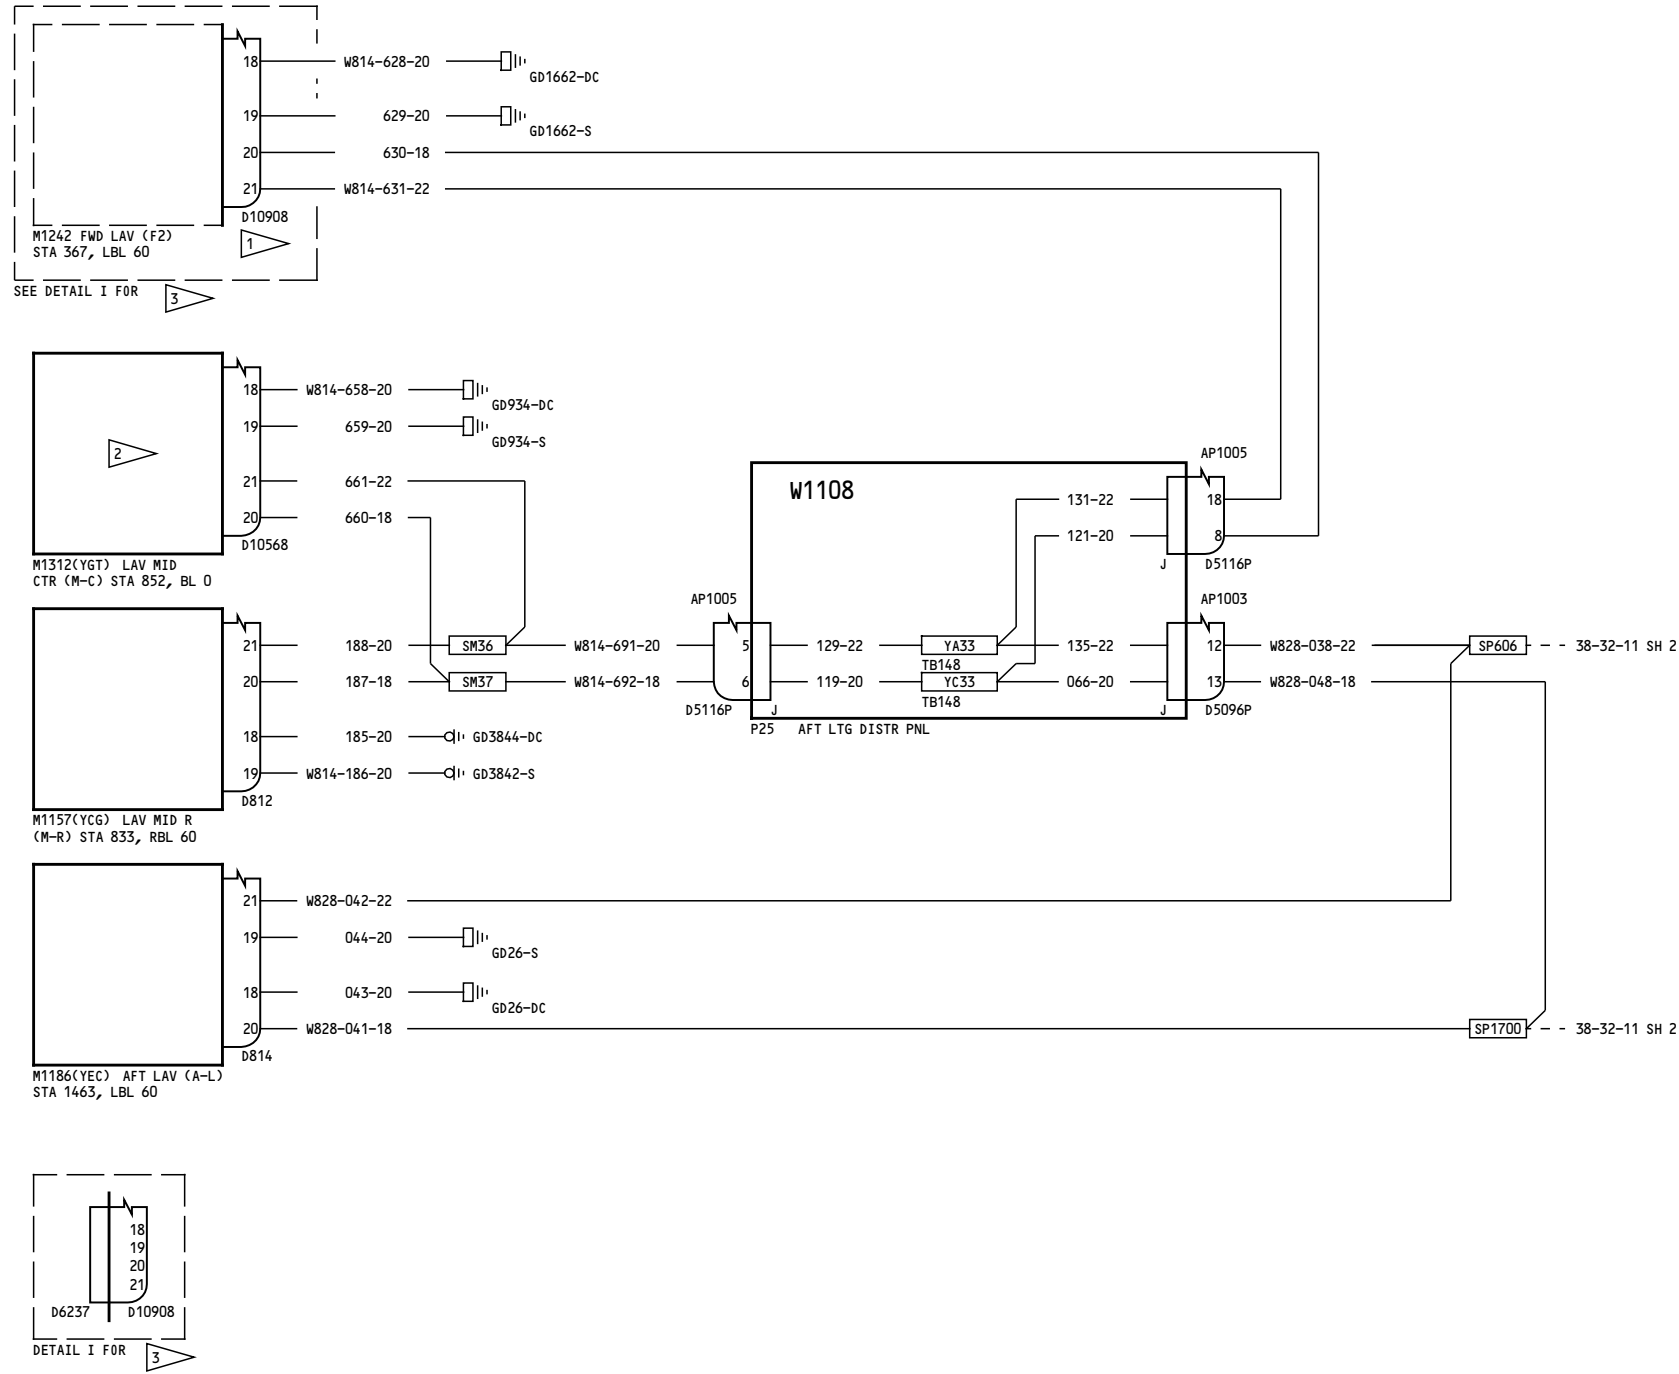 18 W814-628-20
GD1662-DC
19 629-20
GD1662-S
20 630-18
21 W814-631-22
D10908
M1242 FWD LAV (F2)
STA 367, LBL 60
1
SEE DETAIL I FOR 3
18 W814-658-20
GD934-DC
19 659-20
GD934-S
2
21 661-22
20 660-18
D10568
M1312(YGT) LAV MID
CTR (M-C) STA 852, BL 0
W1108
AP1005
131-22 18
121-20 8
J D5116P
AP1005
AP1003
21 188-20 SM36 W814-691-20 5 129-22 YA33 135-22 12 W828-038-22 SP606 38-32-11 SH 2
TB148
20 187-18 SM37 W814-692-18 6 119-20 YC33 066-20 13 W828-048-18
TB148
D5116P J J D5096P
P25 AFT LTG DISTR PNL
18 185-20 GD3844-DC
19 W814-186-20 GD3842-S
D812
M1157(YCG) LAV MID R
(M-R) STA 833, RBL 60
21 W828-042-22
19 044-20
GD26-S
18 043-20
GD26-DC
20 W828-041-18 SP1700 38-32-11 SH 2
D814
M1186(YEC) AFT LAV (A-L)
STA 1463, LBL 60
18
19
20
21
D6237 D10908
DETAIL I FOR 3